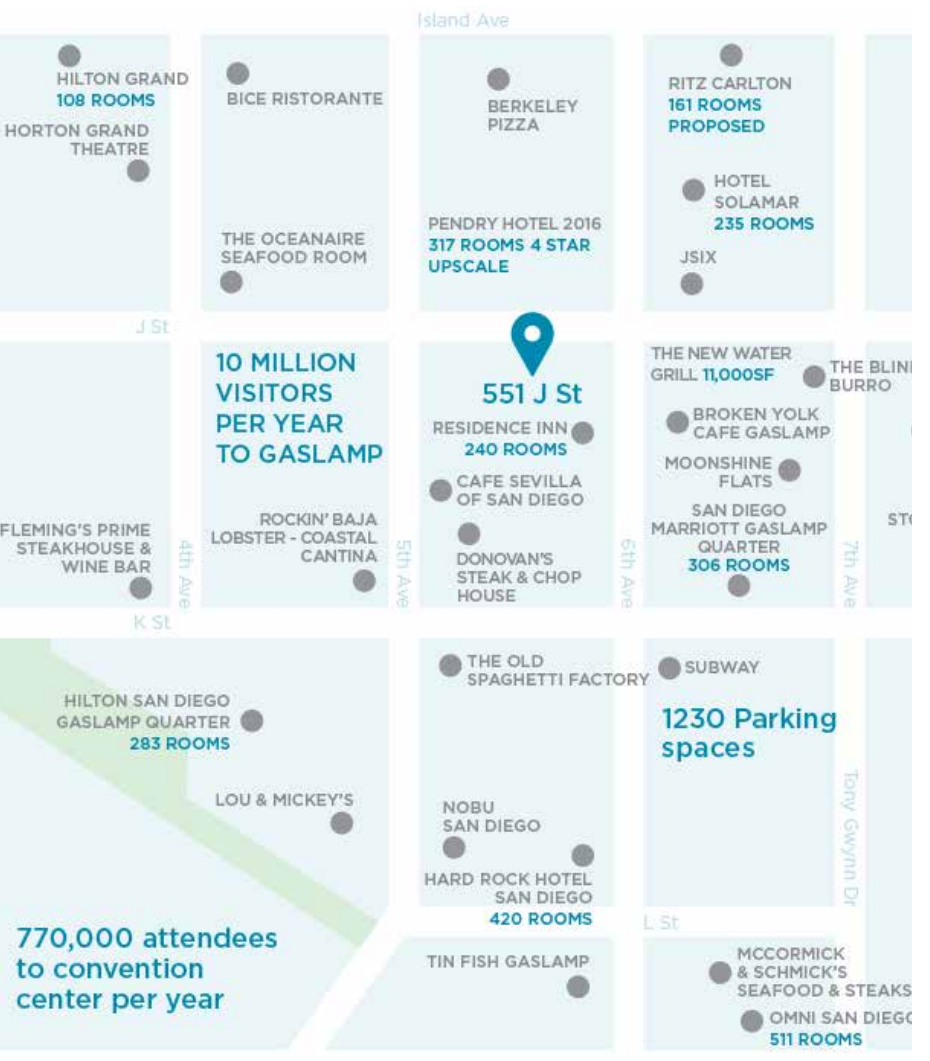 Island Ave
HILTON GRAND
108 ROOMS
HORTON GRAND
THEATRE
BICE RISTORANTE
THE OCEANAIRE
SEAFOOD ROOM
BERKELEY
PIZZA
PENDRY HOTEL 2016
317 ROOMS 4 STAR
UPSCALE
RITZ CARLTON
161 ROOMS
PROPOSED
HOTEL
SOLAMAR
235 ROOMS
JSIX
J St
10 MILLION
VISITORS
PER YEAR
TO GASLAMP
551 J St
RESIDENCE INN
240 ROOMS
CAFE SEVILLA
OF SAN DIEGO
DONOVAN'S
STEAK & CHOP
HOUSE
THE NEW WATER
GRILL 11,000SF
THE BLIN
BURRO
BROKEN YOLK
CAFE GASLAMP
MOONSHINE
FLATS
SAN DIEGO
MARRIOTT GASLAMP
QUARTER
306 ROOMS
STO
FLEMING'S PRIME
STEAKHOUSE &
WINE BAR
ROCKIN' BAJA
LOBSTER - COASTAL
CANTINA
4th Ave
5th Ave
6th Ave
7th Ave
K St
HILTON SAN DIEGO
GASLAMP QUARTER
283 ROOMS
LOU & MICKEY'S
THE OLD
SPAGHETTI FACTORY
SUBWAY
1230 Parking
spaces
NOBU
SAN DIEGO
HARD ROCK HOTEL
SAN DIEGO
420 ROOMS
Tony Gwynn Dr
L St
770,000 attendees
to convention
center per year
TIN FISH GASLAMP
MCCORMICK
& SCHMICK'S
SEAFOOD & STEAKS
OMNI SAN DIEGO
511 ROOMS